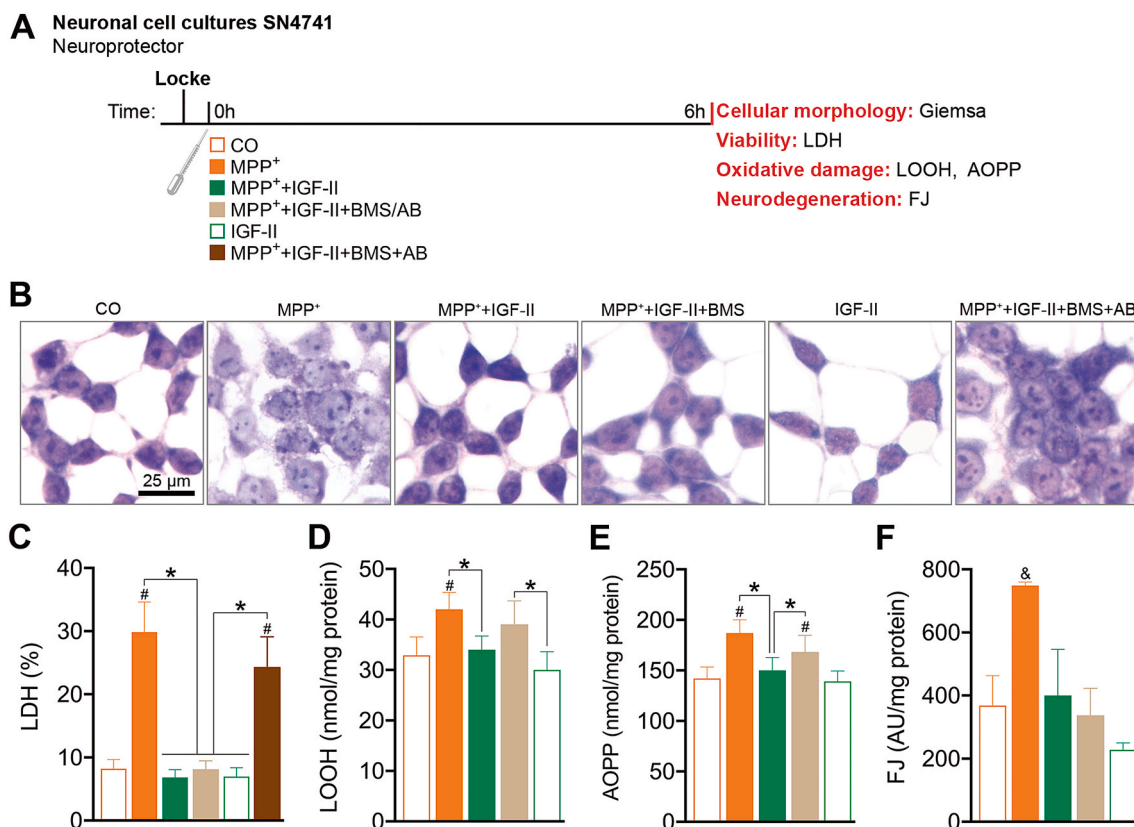 A Neuronal cell cultures SN4741
Neuroprotector
Locke
Time: 0h 6h
CO
MPP⁺
MPP⁺+IGF-II
MPP⁺+IGF-II+BMS/AB
IGF-II
MPP⁺+IGF-II+BMS+AB
Cellular morphology: Giemsa
Viability: LDH
Oxidative damage: LOOH, AOPP
Neurodegeneration: FJ
B
CO MPP⁺ MPP⁺+IGF-II MPP⁺+IGF-II+BMS IGF-II MPP⁺+IGF-II+BMS+AB
25 µm
C
LDH (%)
40
30
20
10
0
# * * #
D
LOOH (nmol/mg protein)
50
40
30
20
10
0
# * *
E
AOPP (nmol/mg protein)
250
200
150
100
50
0
# * * #
F
FJ (AU/mg protein)
800
600
400
200
0
&